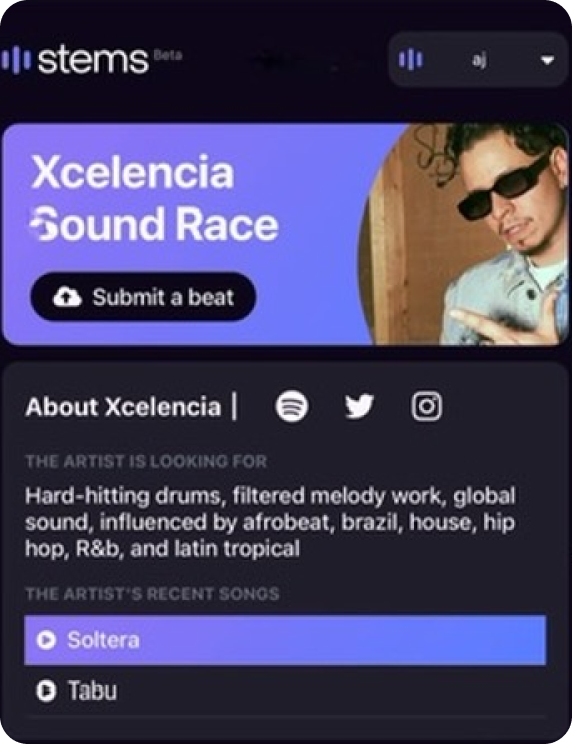 stems Beta
aj
Xcelencia
Sound Race
Submit a beat
About Xcelencia |
THE ARTIST IS LOOKING FOR
Hard-hitting drums, filtered melody work, global
sound, influenced by afrobeat, brazil, house, hip
hop, R&b, and latin tropical
THE ARTIST'S RECENT SONGS
Soltera
Tabu